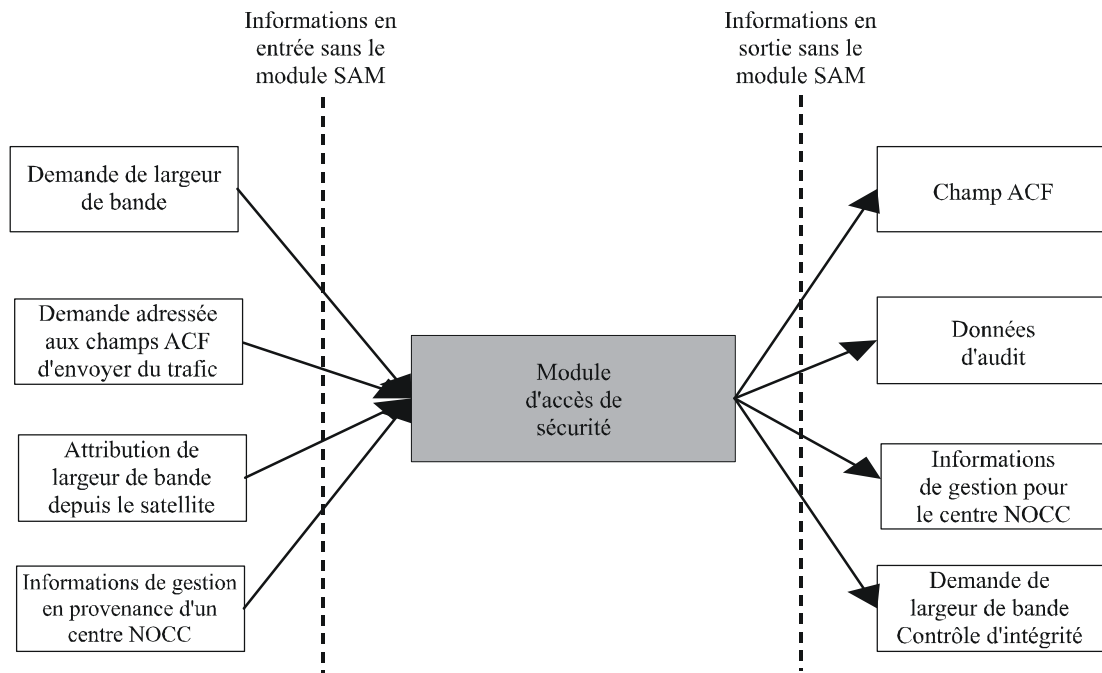 Informations en
entrée sans le
module SAM
Informations en
sortie sans le
module SAM
Demande de largeur
de bande
Demande adressée
aux champs ACF
d'envoyer du trafic
Attribution de
largeur de bande
depuis le satellite
Informations de gestion
en provenance d'un
centre NOCC
Module
d'accès de
sécurité
Champ ACF
Données
d'audit
Informations
de gestion pour
le centre NOCC
Demande de
largeur de bande
Contrôle d'intégrité